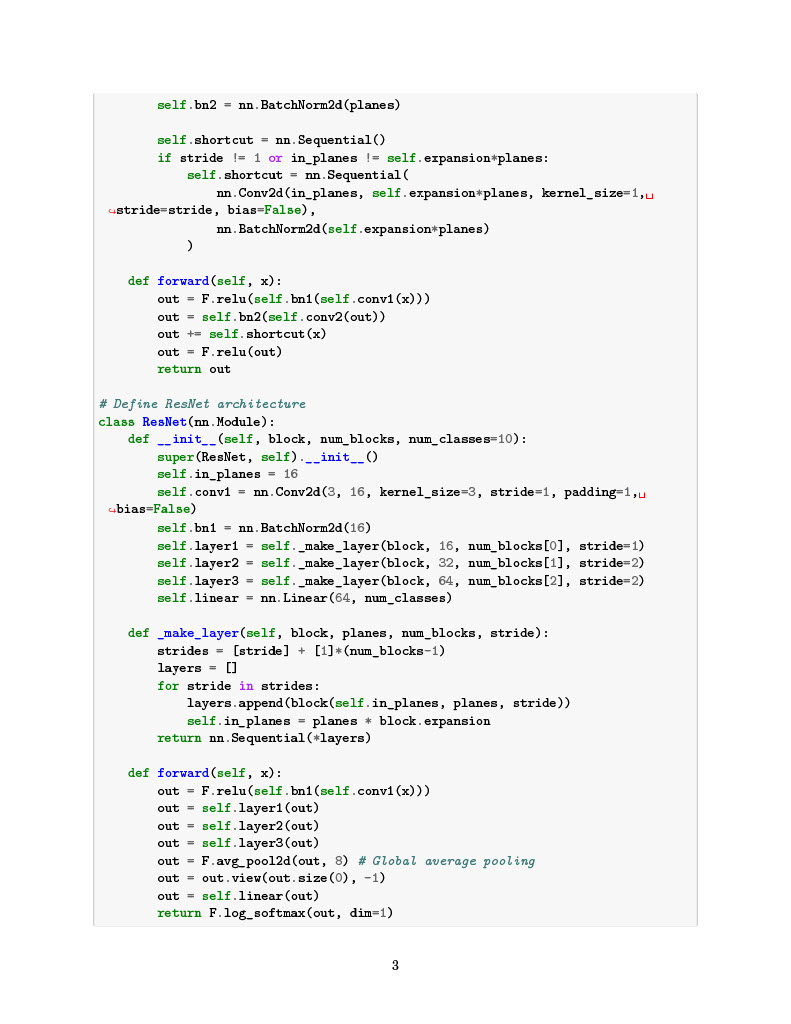 self.bn2 = nn.BatchNorm2d(planes)

        self.shortcut = nn.Sequential()
        if stride != 1 or in_planes != self.expansion*planes:
            self.shortcut = nn.Sequential(
                nn.Conv2d(in_planes, self.expansion*planes, kernel_size=1,␣
↪stride=stride, bias=False),
                nn.BatchNorm2d(self.expansion*planes)
            )

    def forward(self, x):
        out = F.relu(self.bn1(self.conv1(x)))
        out = self.bn2(self.conv2(out))
        out += self.shortcut(x)
        out = F.relu(out)
        return out

# Define ResNet architecture
class ResNet(nn.Module):
    def __init__(self, block, num_blocks, num_classes=10):
        super(ResNet, self).__init__()
        self.in_planes = 16
        self.conv1 = nn.Conv2d(3, 16, kernel_size=3, stride=1, padding=1,␣
↪bias=False)
        self.bn1 = nn.BatchNorm2d(16)
        self.layer1 = self._make_layer(block, 16, num_blocks[0], stride=1)
        self.layer2 = self._make_layer(block, 32, num_blocks[1], stride=2)
        self.layer3 = self._make_layer(block, 64, num_blocks[2], stride=2)
        self.linear = nn.Linear(64, num_classes)

    def _make_layer(self, block, planes, num_blocks, stride):
        strides = [stride] + [1]*(num_blocks-1)
        layers = []
        for stride in strides:
            layers.append(block(self.in_planes, planes, stride))
            self.in_planes = planes * block.expansion
        return nn.Sequential(*layers)

    def forward(self, x):
        out = F.relu(self.bn1(self.conv1(x)))
        out = self.layer1(out)
        out = self.layer2(out)
        out = self.layer3(out)
        out = F.avg_pool2d(out, 8) # Global average pooling
        out = out.view(out.size(0), -1)
        out = self.linear(out)
        return F.log_softmax(out, dim=1)

3